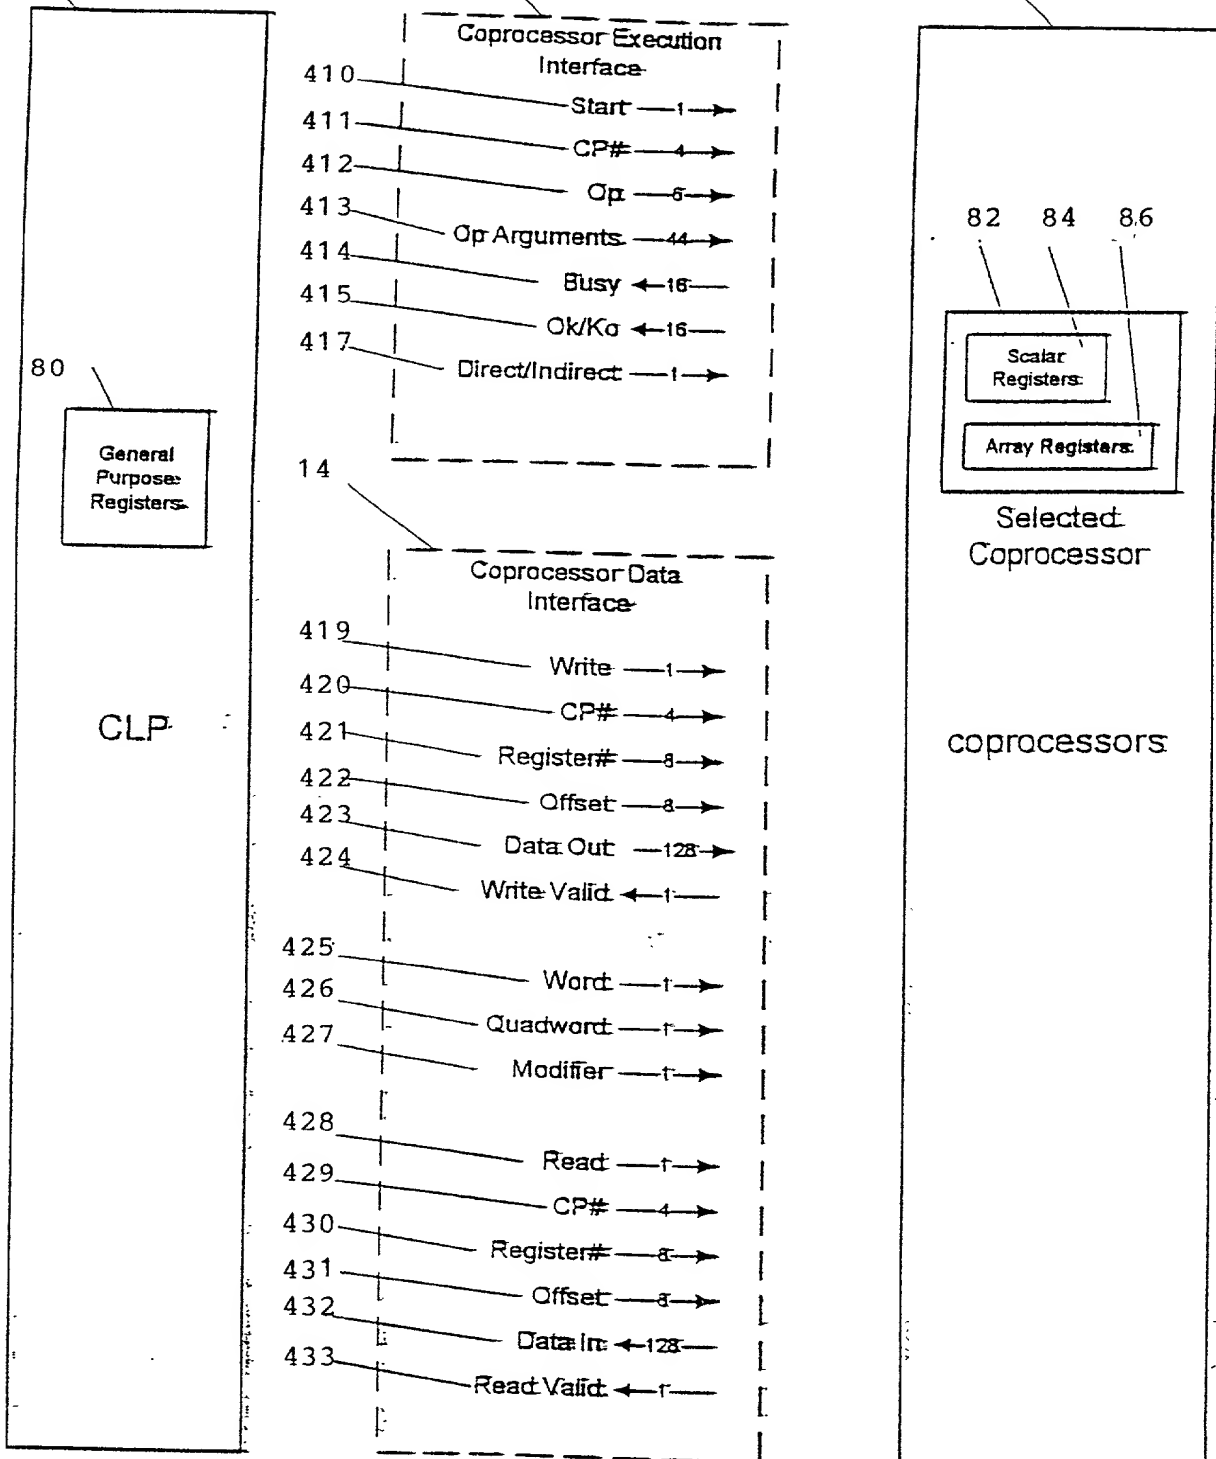 Coprocessor Execution
Interface
410 Start 1
411 CP# 4
412 Op 6
413 Op Arguments 44
414 Busy 16
415 Ok/Ko 16
417 Direct/Indirect 1
80
General
Purpose
Registers
CLP
14
Coprocessor Data
Interface
419 Write 1
420 CP# 4
421 Register# 8
422 Offset 8
423 Data Out 128
424 Write Valid 1
425 Word 1
426 Quadword 1
427 Modifier 1
428 Read 1
429 CP# 4
430 Register# 8
431 Offset 8
432 Data In 128
433 Read Valid 1
82 84 86
Scalar
Registers
Array Registers
Selected
Coprocessor
coprocessors